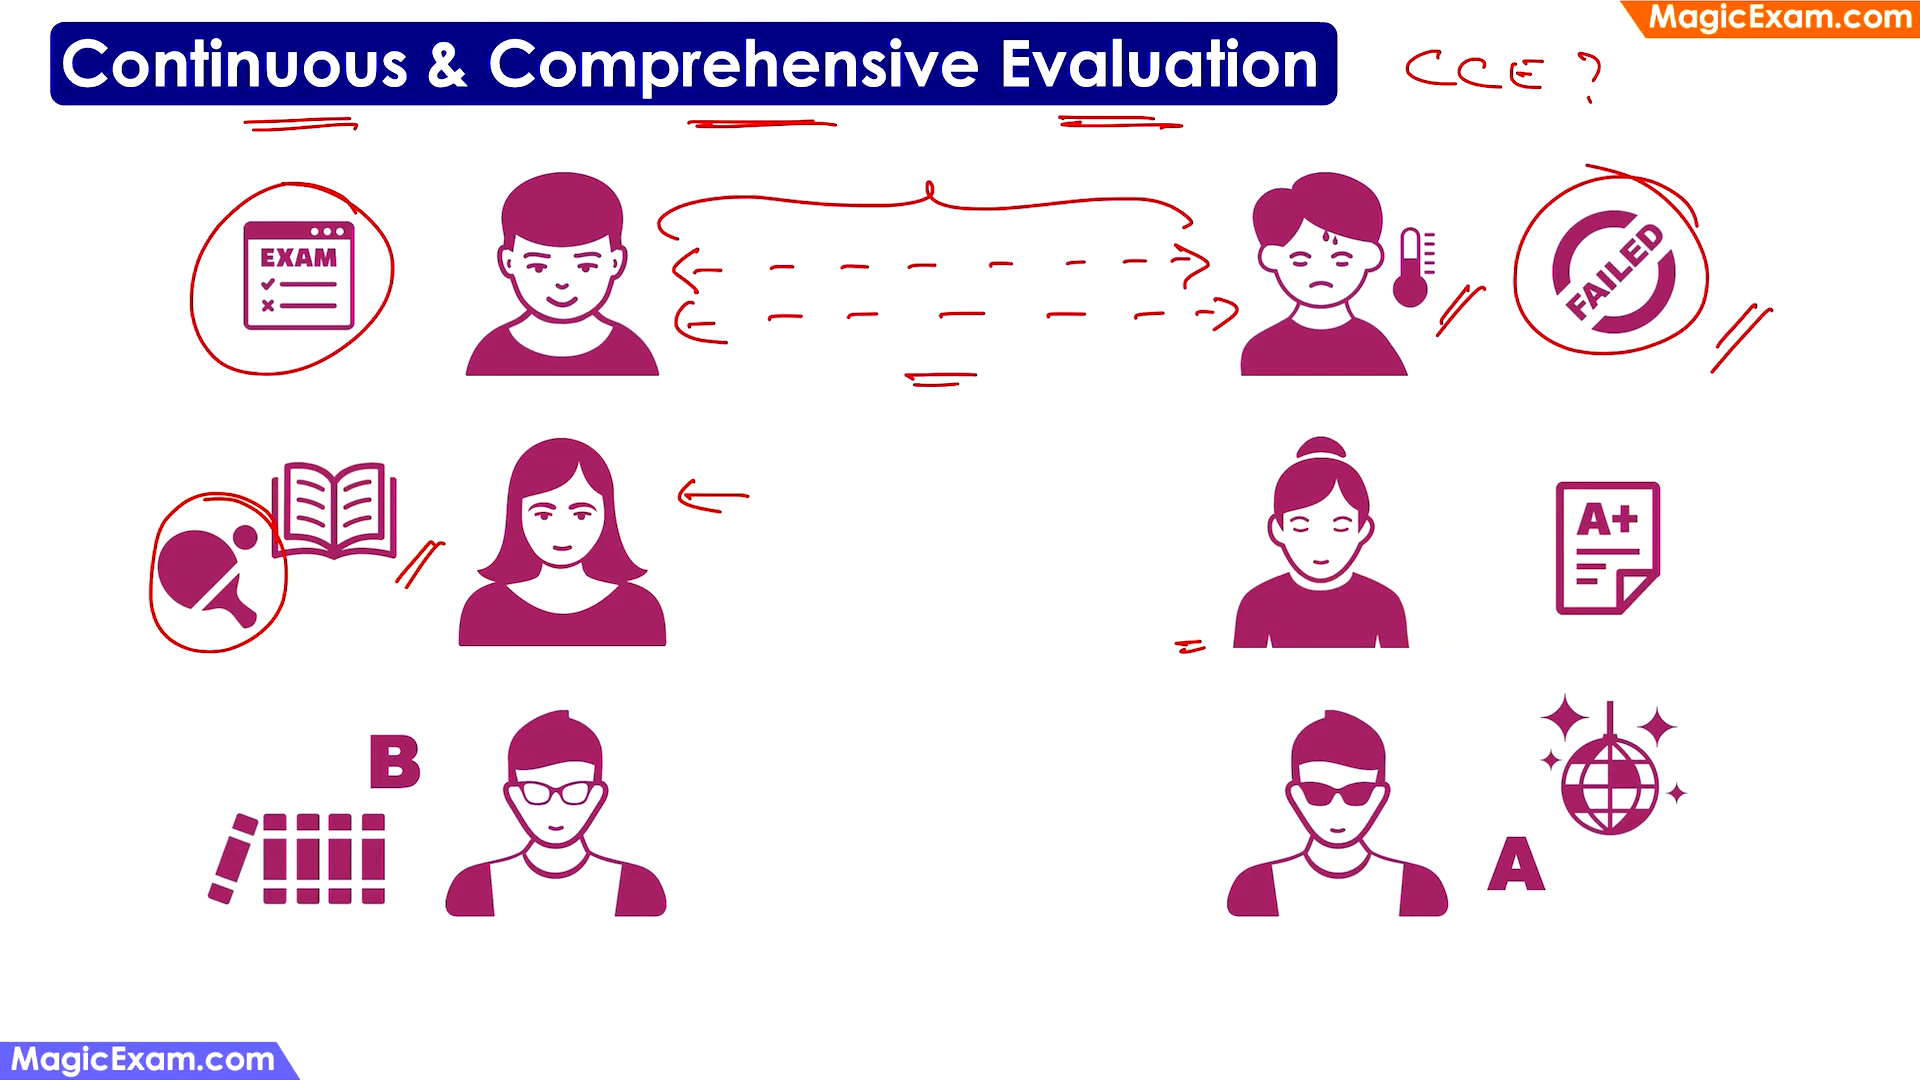 MagicExam.com
Continuous & Comprehensive Evaluation
CCE?
EXAM
FAILED
A+
B
A
MagicExam.com